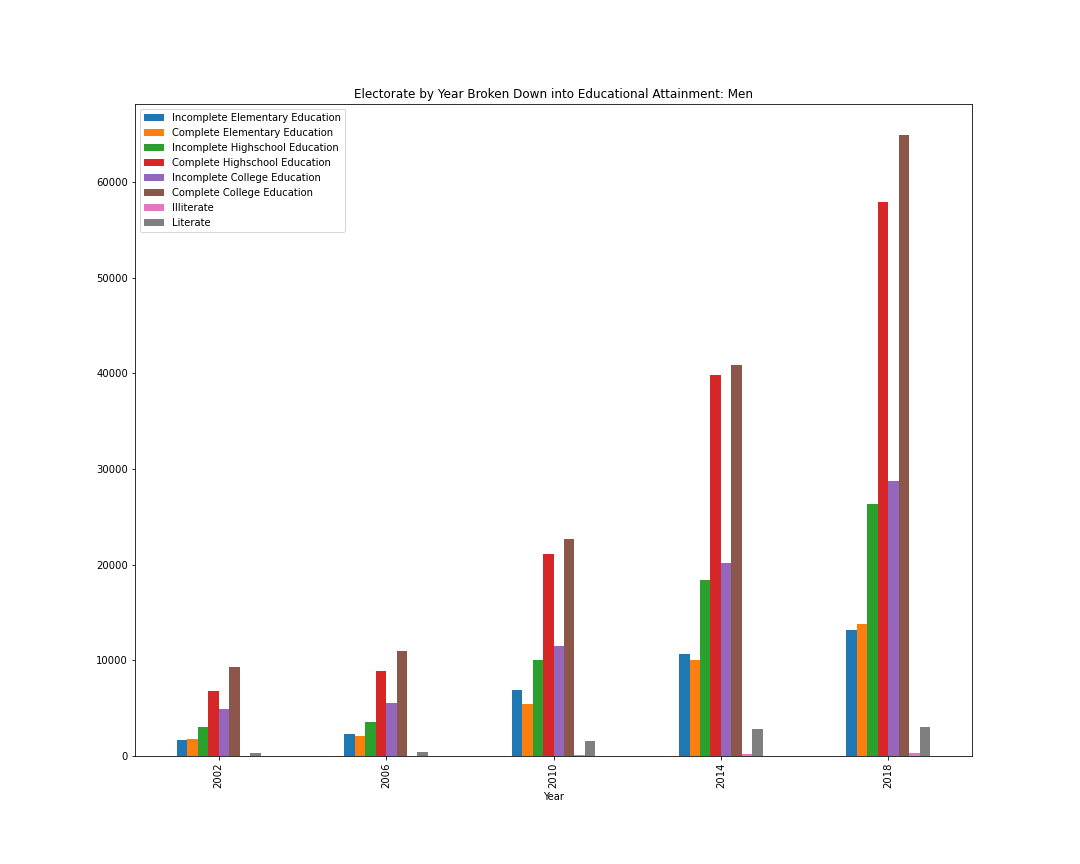 Electorate by Year Broken Down into Educational Attainment: Men
Incomplete Elementary Education
Complete Elementary Education
Incomplete Highschool Education
Complete Highschool Education
Incomplete College Education
Complete College Education
Illiterate
Literate
60000
50000
40000
30000
20000
10000
0
2002
2006
2010
2014
2018
Year